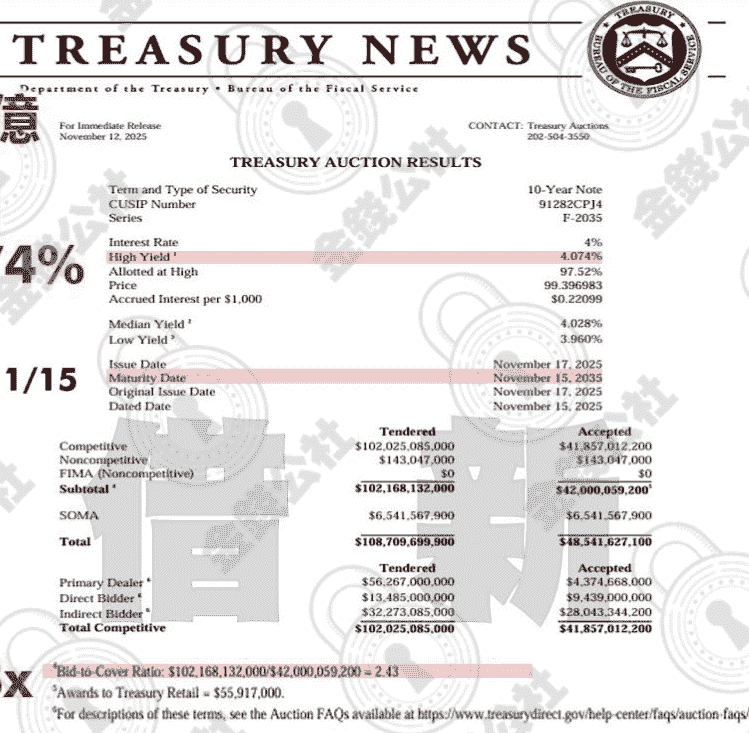 TREASURY NEWS
Department of the Treasury • Bureau of the Fiscal Service
TREASURY
BUREAU OF THE FISCAL SERVICE
億
For Immediate Release CONTACT: Treasury Auctions
November 12, 2025 202-504-3550
TREASURY AUCTION RESULTS
Term and Type of Security 10-Year Note
CUSIP Number 91282CPJ4
Series F-2035
Interest Rate 4%
4%
High Yield ¹ 4.074%
Allotted at High 97.52%
Price 99.396983
Accrued Interest per $1,000 $0.22099
Median Yield ² 4.028%
Low Yield ³ 3.960%
Issue Date November 17, 2025
1/15
Maturity Date November 15, 2035
Original Issue Date November 17, 2025
Dated Date November 15, 2025
Tendered Accepted
Competitive $102,025,085,000 $41,857,012,200
Noncompetitive $143,047,000 $143,047,000
FIMA (Noncompetitive) $0 $0
Subtotal ⁴ $102,168,132,000 $42,000,059,200⁵
SOMA $6,541,567,900 $6,541,567,900
Total $108,709,699,900 $48,541,627,100
Tendered Accepted
Primary Dealer ⁶ $56,267,000,000 $4,374,668,000
Direct Bidder ⁶ $13,485,000,000 $9,439,000,000
Indirect Bidder ⁶ $32,273,085,000 $28,043,344,200
Total Competitive $102,025,085,000 $41,857,012,200
x
⁴Bid-to-Cover Ratio: $102,168,132,000/$42,000,059,200 = 2.43
⁵Awards to Treasury Retail = $55,917,000.
⁶For descriptions of these terms, see the Auction FAQs available at https://www.treasurydirect.gov/help-center/faqs/auction-faqs/
借新
金錢公社